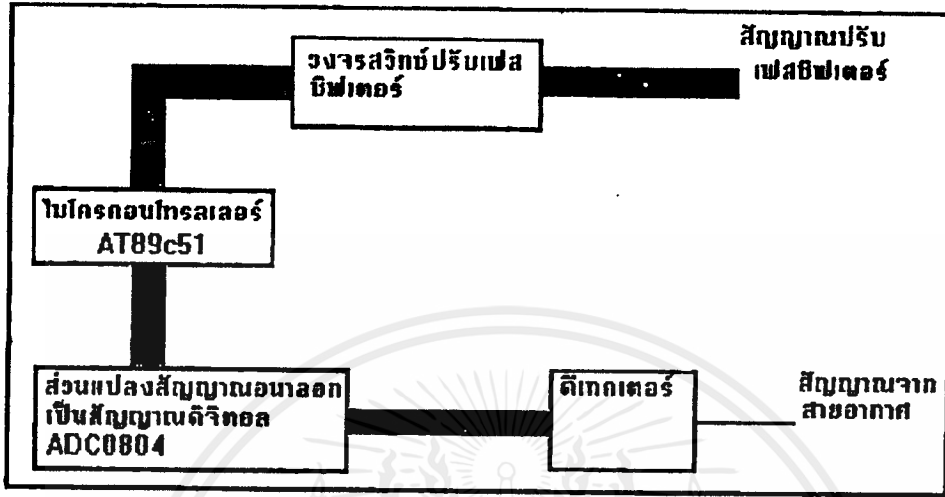 วงจรสวิทช์ปรับเฟส
ชิฟเตอร์
สัญญาณปรับ
เฟสชิฟเตอร์
ไมโครคอนโทรลเลอร์
AT89c51
ส่วนแปลงสัญญาณอนาลอก
เป็นสัญญาณดิจิตอล
ADC0804
ดีเทคเตอร์
สัญญาณจาก
สายอากาศ